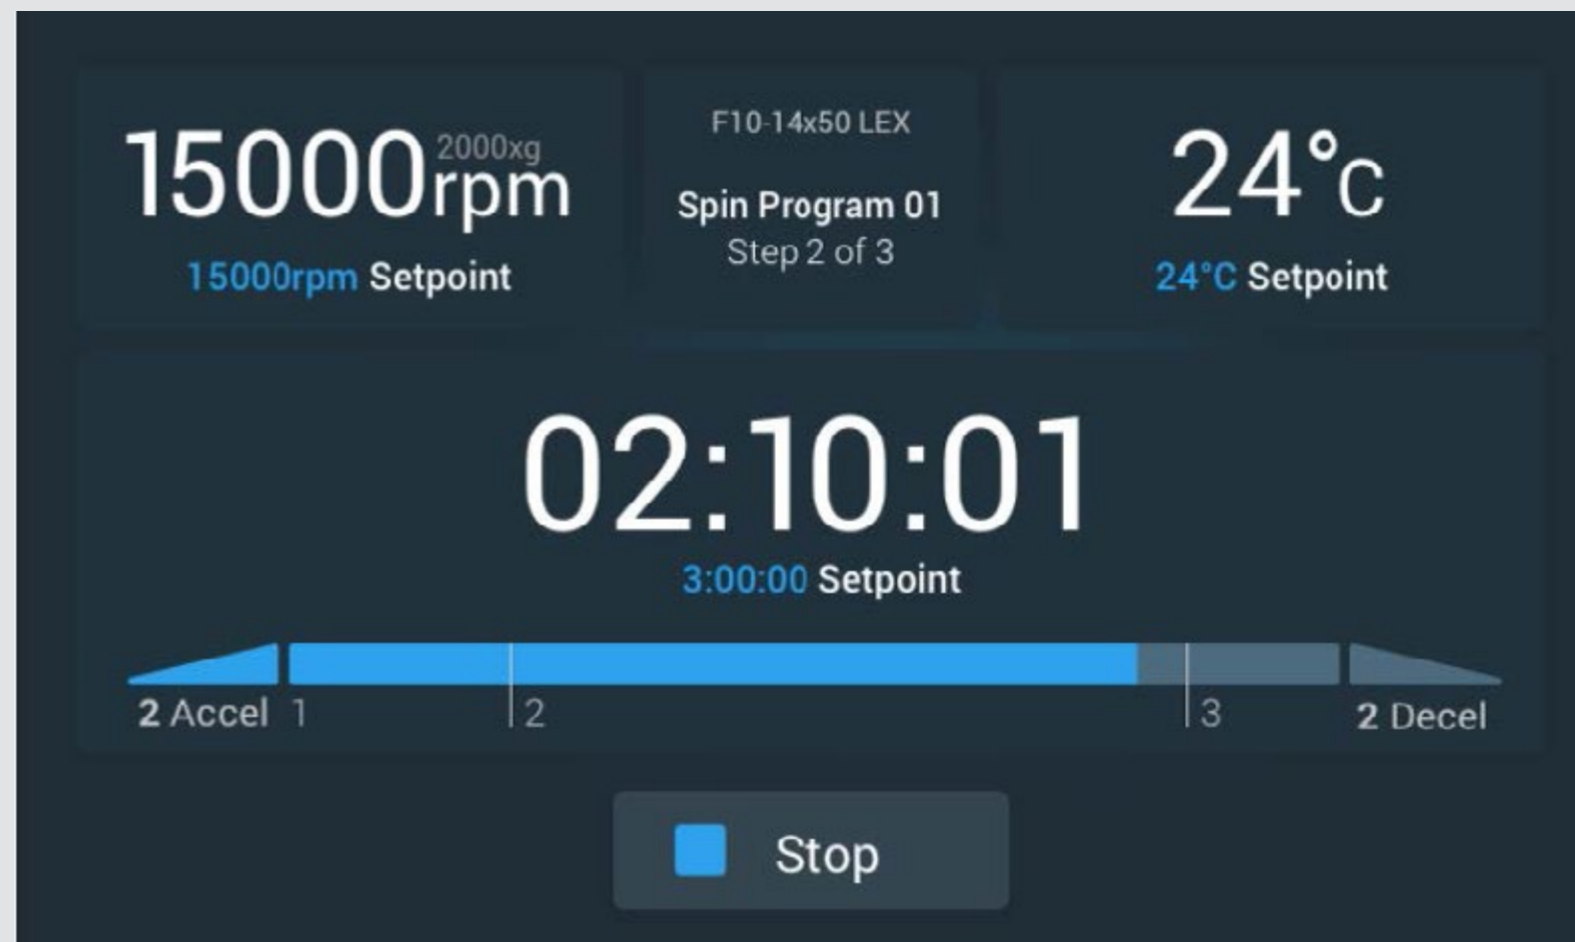 15000rpm 2000xg
15000rpm Setpoint
F10-14x50 LEX
Spin Program 01
Step 2 of 3
24°C
24°C Setpoint
02:10:01
3:00:00 Setpoint
2 Accel 1 2 3 2 Decel
Stop